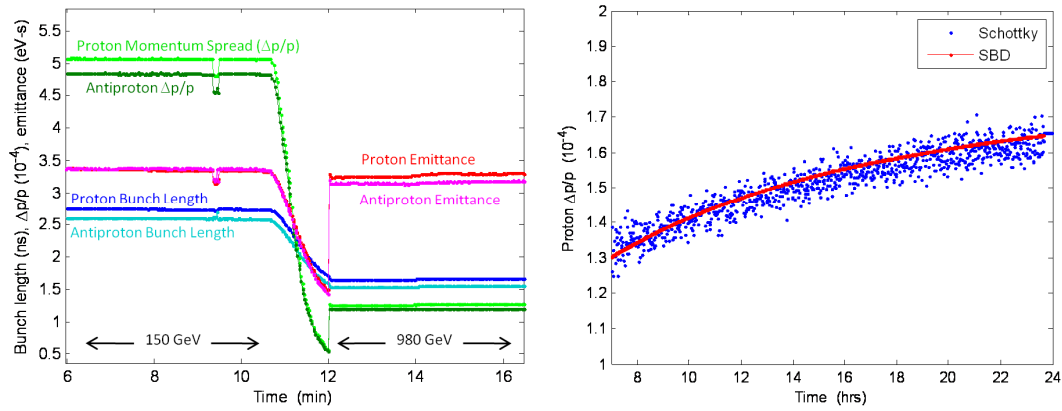 Bunch length (ns), Δp/p (10⁻⁴), emittance (eV-s)
5
4.5
4
3.5
3
2.5
2
1.5
1
0.5
Proton Momentum Spread (Δp/p)
Antiproton Δp/p
Proton Emittance
Proton Bunch Length
Antiproton Emittance
Antiproton Bunch Length
150 GeV
980 GeV
6
8
10
12
14
16
Time (min)
Proton Δp/p (10⁻⁴)
2
1.9
1.8
1.7
1.6
1.5
1.4
1.3
1.2
1.1
1
Schottky
SBD
8
10
12
14
16
18
20
22
24
Time (hrs)